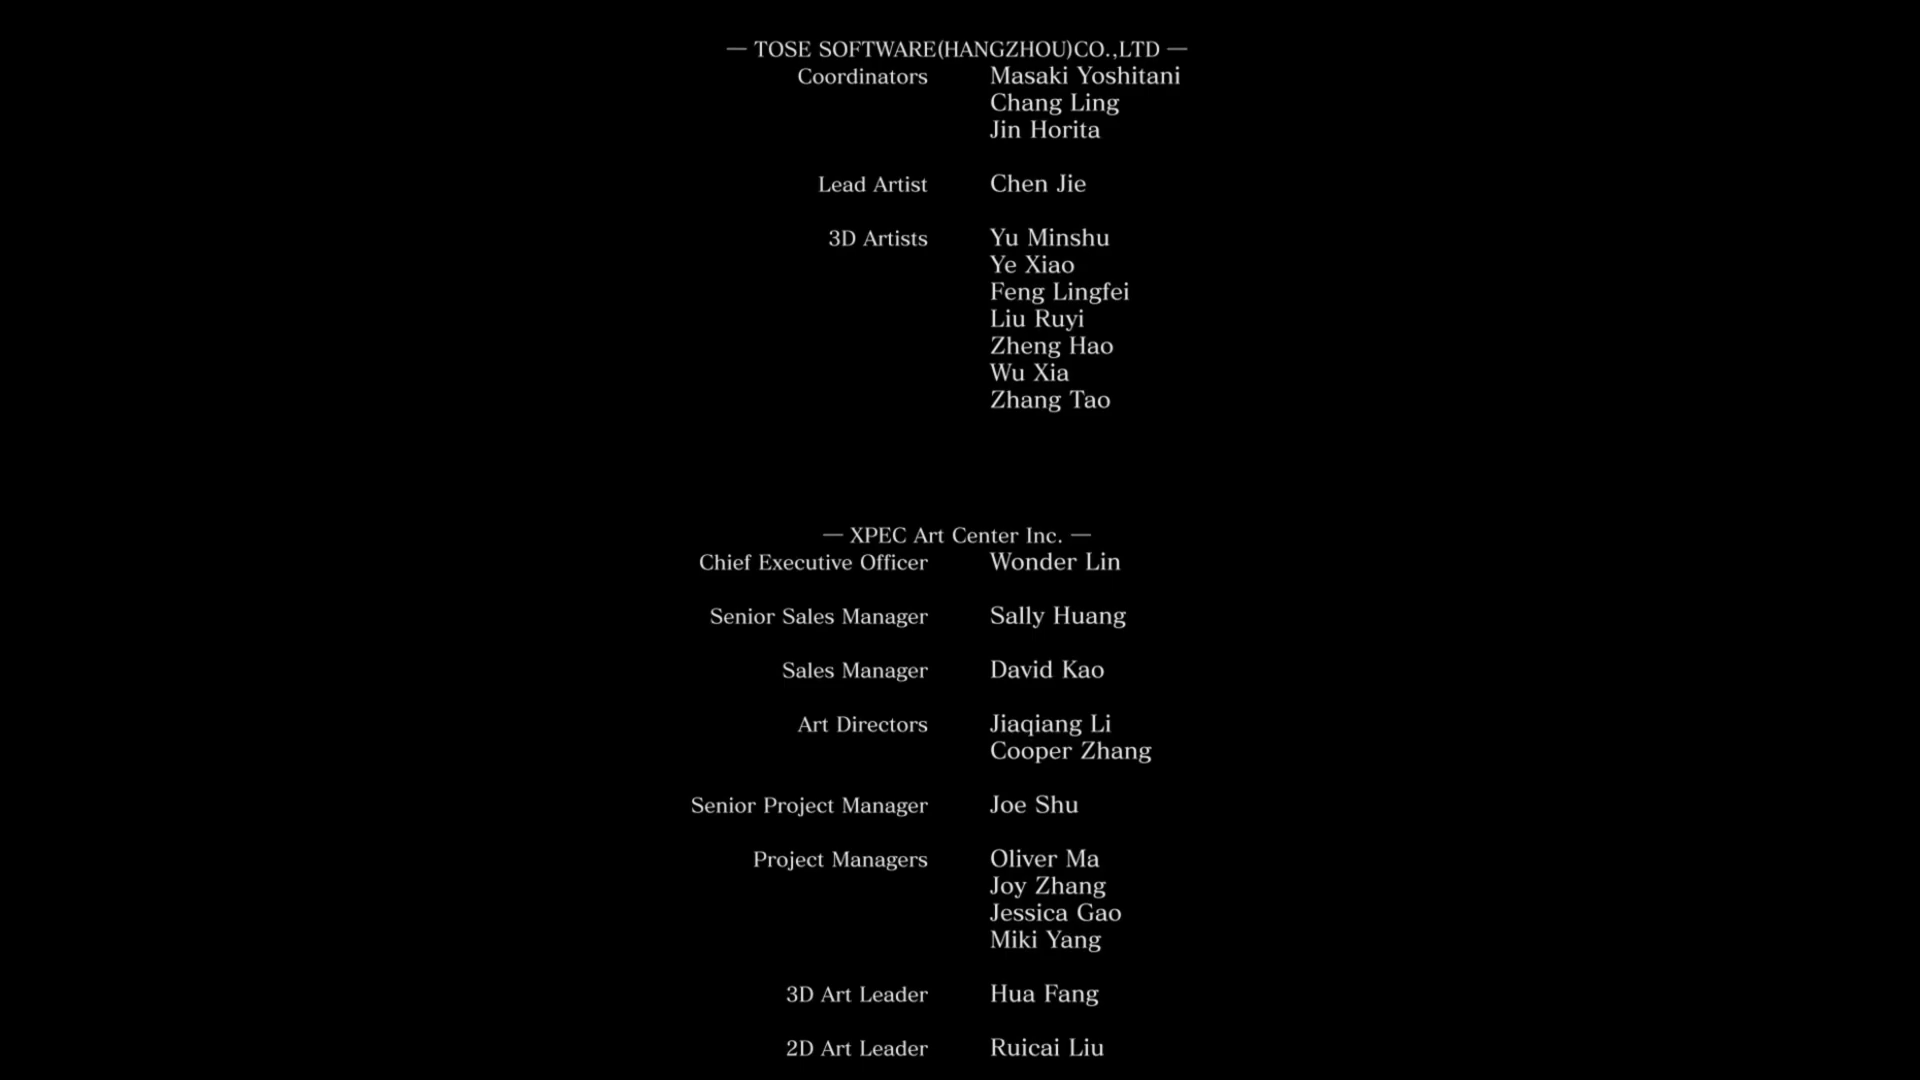 — TOSE SOFTWARE(HANGZHOU)CO.,LTD —
Coordinators Masaki Yoshitani
Chang Ling
Jin Horita
Lead Artist Chen Jie
3D Artists Yu Minshu
Ye Xiao
Feng Lingfei
Liu Ruyi
Zheng Hao
Wu Xia
Zhang Tao
— XPEC Art Center Inc. —
Chief Executive Officer Wonder Lin
Senior Sales Manager Sally Huang
Sales Manager David Kao
Art Directors Jiaqiang Li
Cooper Zhang
Senior Project Manager Joe Shu
Project Managers Oliver Ma
Joy Zhang
Jessica Gao
Miki Yang
3D Art Leader Hua Fang
2D Art Leader Ruicai Liu